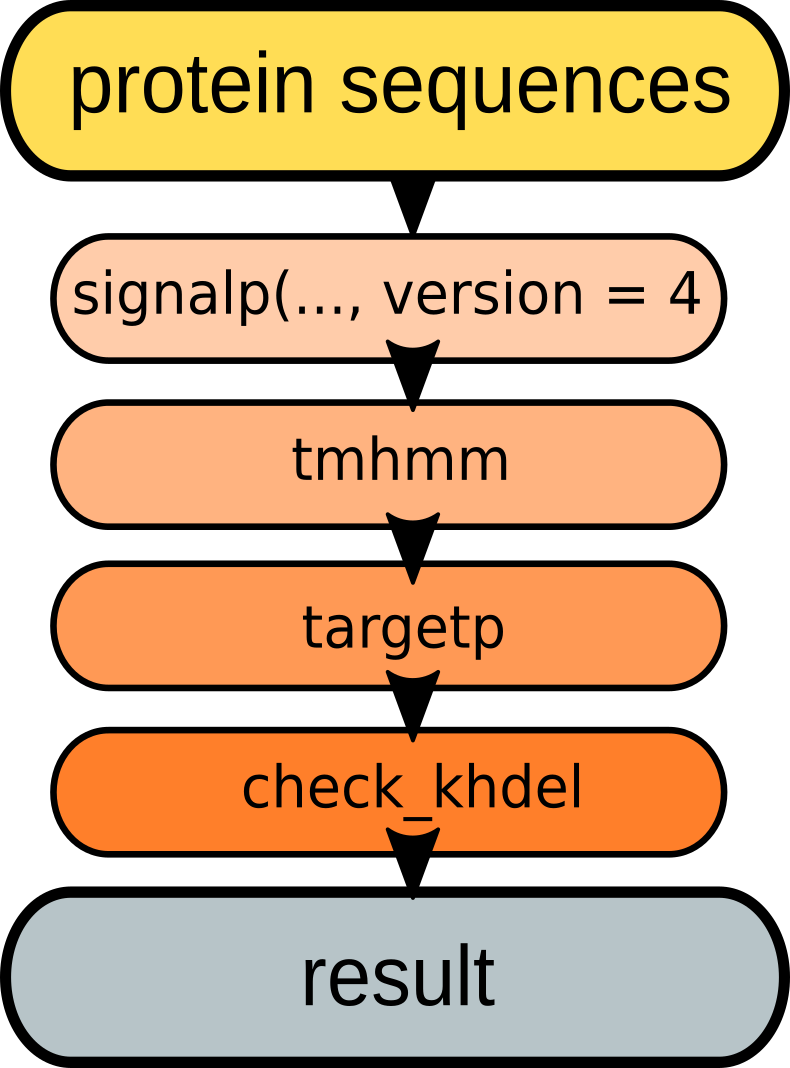 protein sequences
signalp(..., version = 4
tmhmm
targetp
check_khdel
result